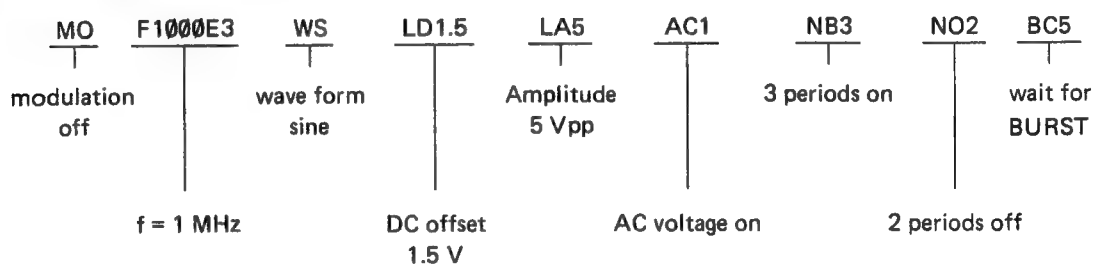 MO F1000E3 WS LD1.5 LA5 AC1 NB3 NO2 BC5
modulation off
wave form sine
Amplitude 5 Vpp
3 periods on
wait for BURST
f = 1 MHz
DC offset 1.5 V
AC voltage on
2 periods off